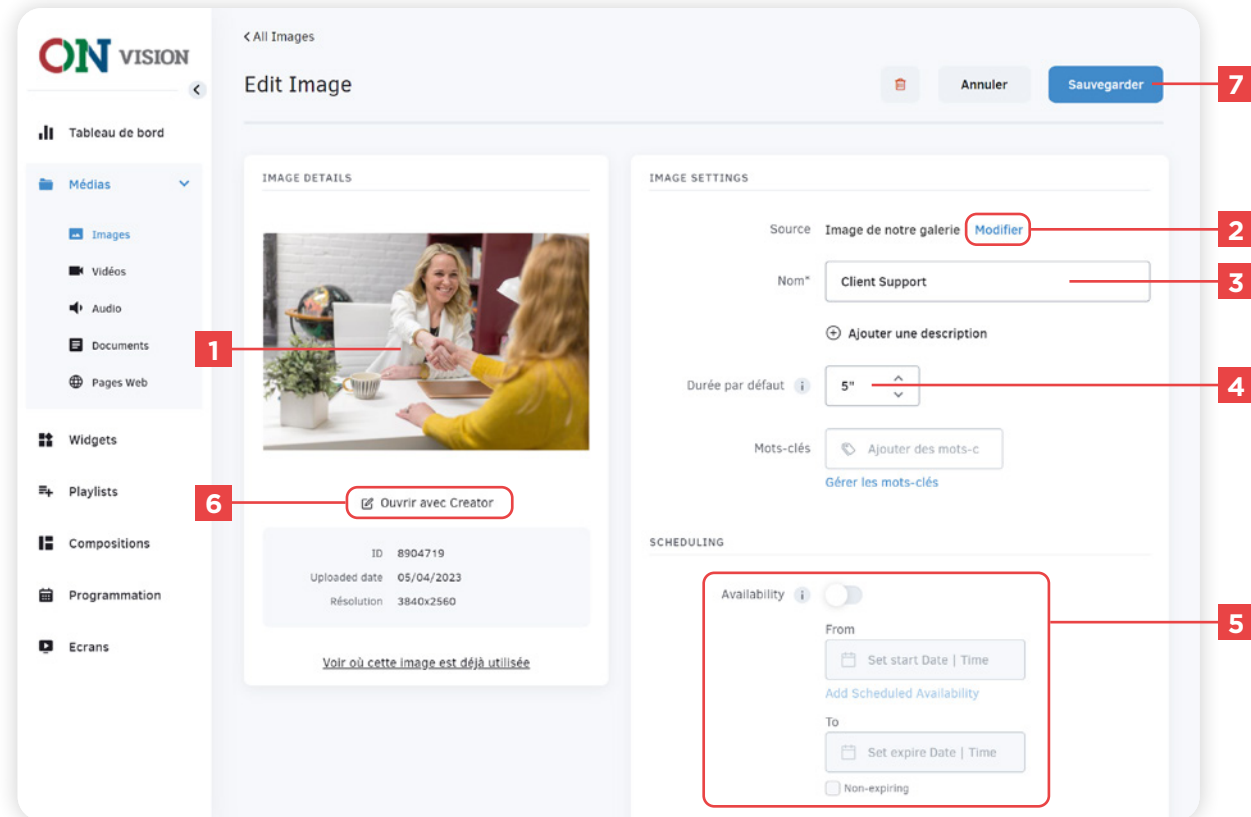 ON VISION
Tableau de bord
Médias
Images
Vidéos
Audio
Documents
Pages Web
Widgets
Playlists
Compositions
Programmation
Ecrans
< All Images
Edit Image
Annuler
Sauvegarder
7
IMAGE DETAILS
1
6
Ouvrir avec Creator
ID 8904719
Uploaded date 05/04/2023
Résolution 3840x2560
Voir où cette image est déjà utilisée
IMAGE SETTINGS
Source Image de notre galerie Modifier
2
Nom* Client Support
3
Ajouter une description
Durée par défaut i 5"
4
Mots-clés Ajouter des mots-c
Gérer les mots-clés
SCHEDULING
Availability i
5
From
Set start Date | Time
Add Scheduled Availability
To
Set expire Date | Time
Non-expiring